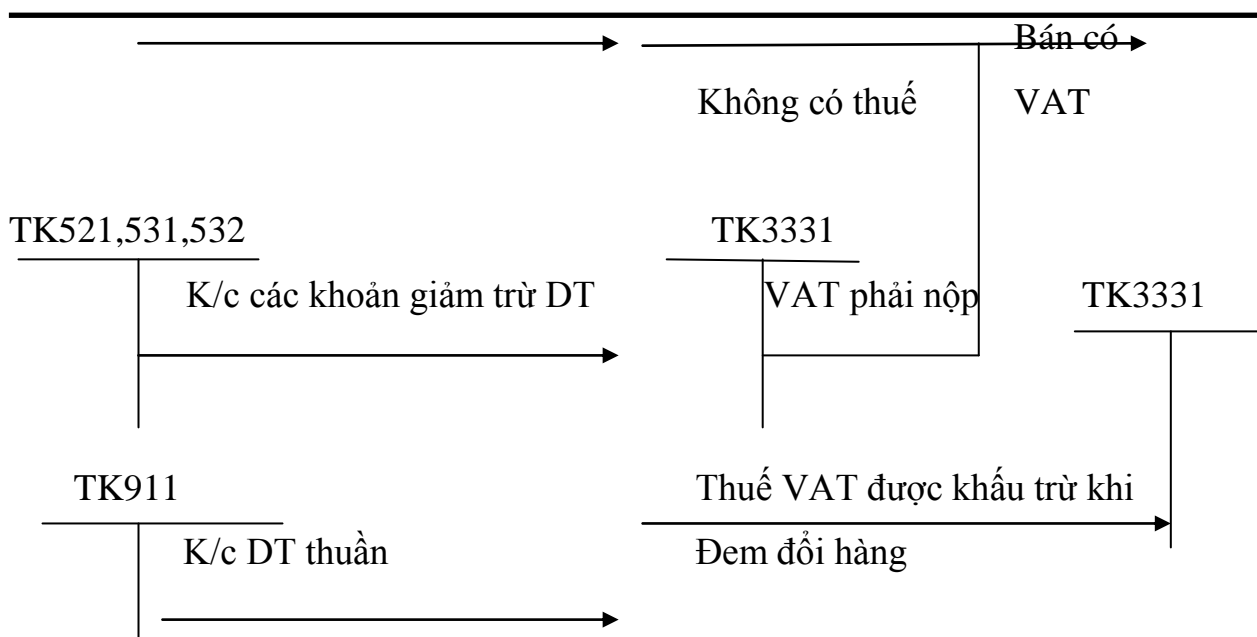 Bán có
Không có thuế
VAT
TK521,531,532
TK3331
K/c các khoản giảm trừ DT
VAT phải nộp
TK3331
TK911
Thuế VAT được khấu trừ khi
K/c DT thuần
Đem đổi hàng